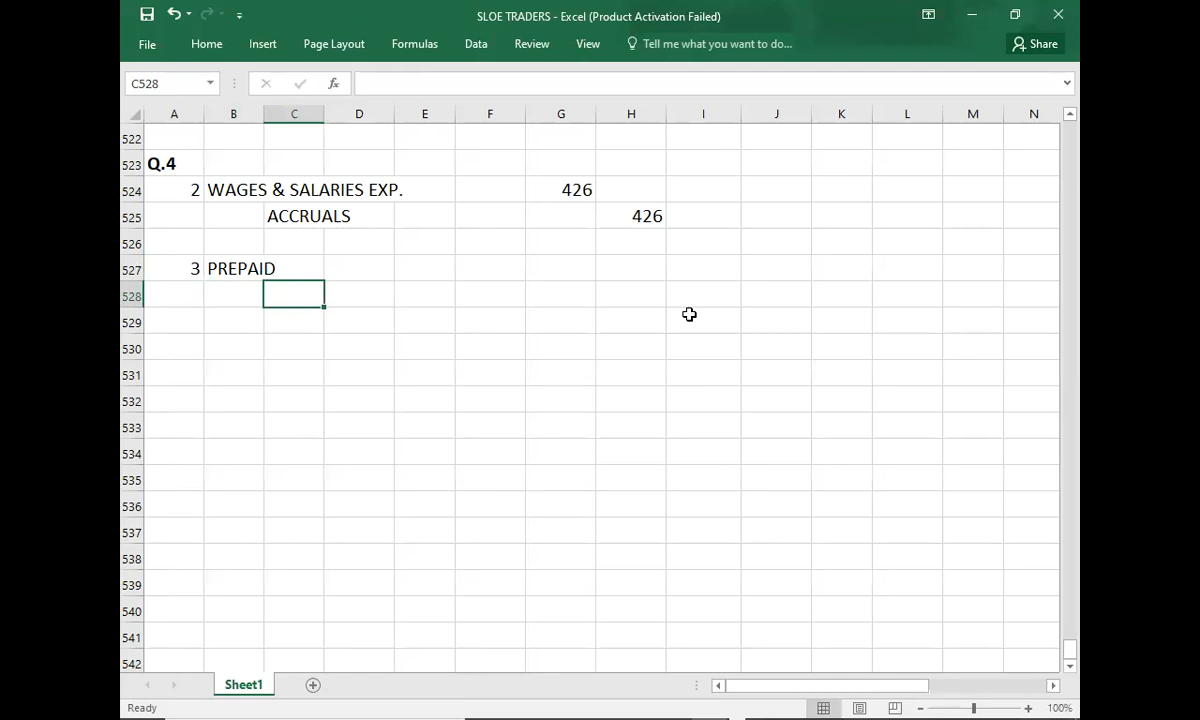 SLOE TRADERS - Excel (Product Activation Failed)
File Home Insert Page Layout Formulas Data Review View Tell me what you want to do... Share
C528 fx
A B C D E F G H I J K L M N
522
523 Q.4
524 2 WAGES & SALARIES EXP. 426
525 ACCRUALS 426
526
527 3 PREPAID
528
529
530
531
532
533
534
535
536
537
538
539
540
541
542
Sheet1
Ready 100%